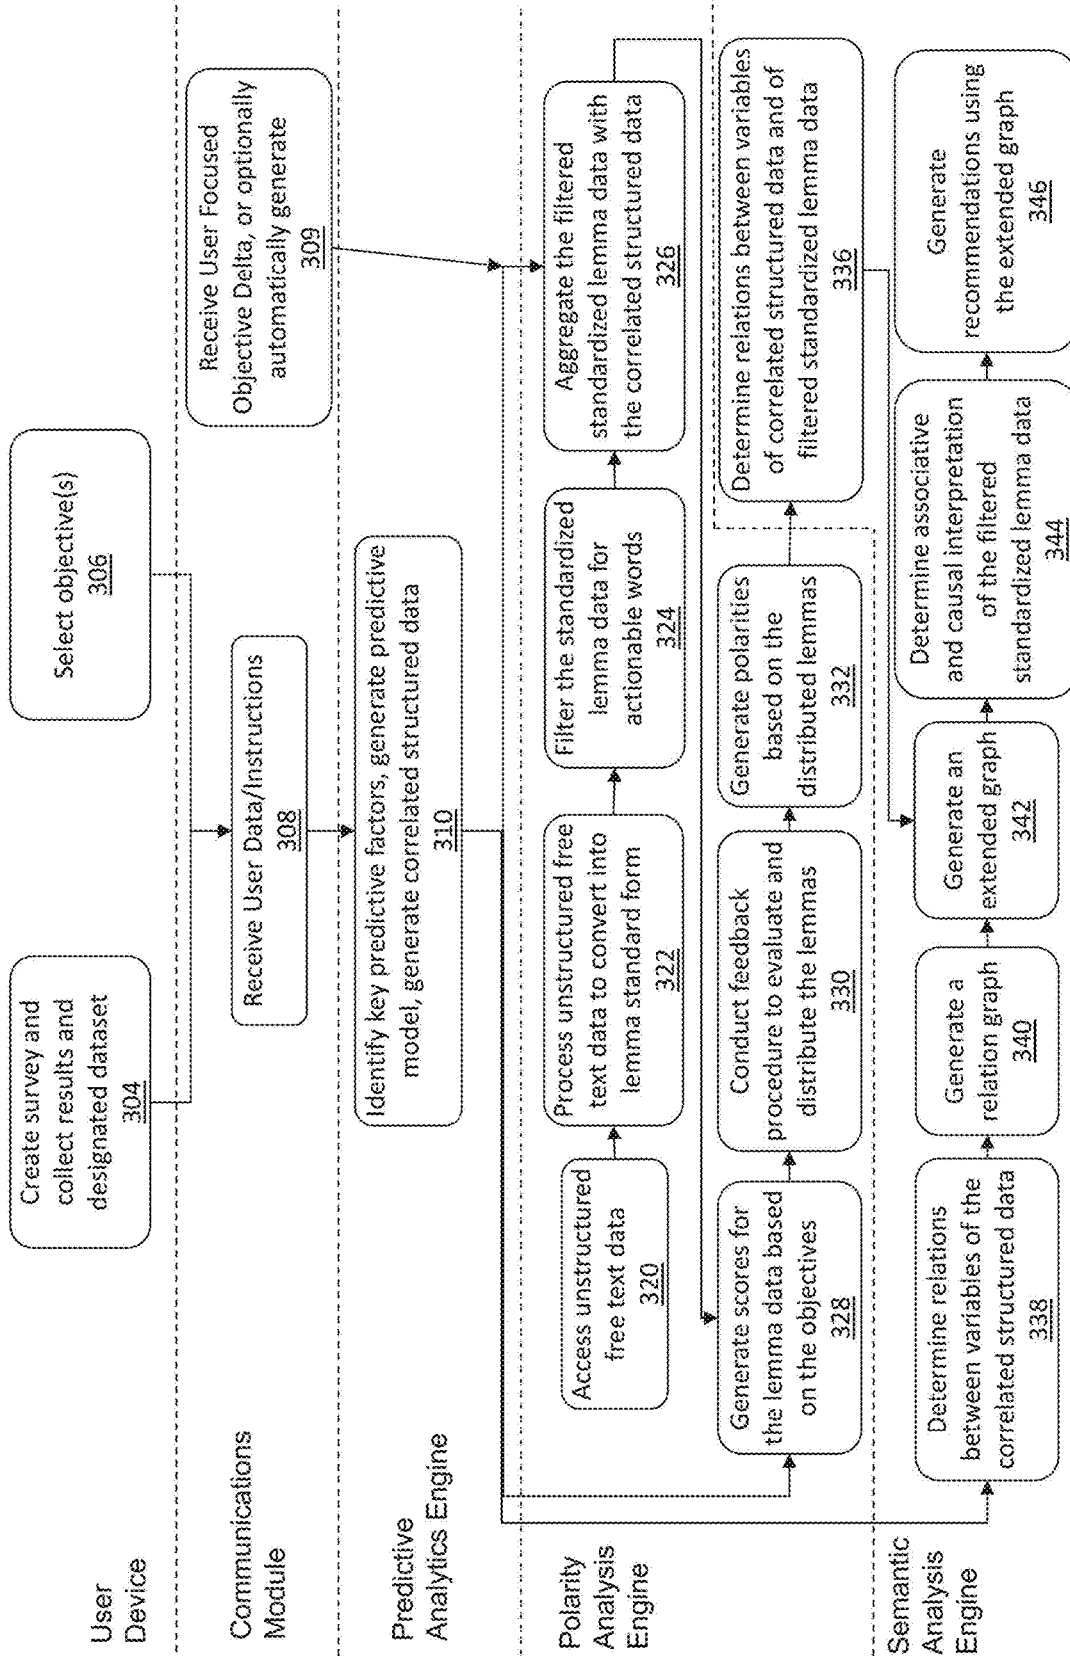 User
Device
Create survey and
collect results and
designated dataset
304
Select objective(s)
306
Communications
Module
Receive User Data/Instructions
308
Receive User Focused
Objective Delta, or optionally
automatically generate
309
Predictive
Analytics Engine
Identify key predictive factors, generate predictive
model, generate correlated structured data
310
Polarity
Analysis
Engine
Access unstructured
free text data
320
Process unstructured free
text data to convert into
lemma standard form
322
Filter the standardized
lemma data for
actionable words
324
Aggregate the filtered
standardized lemma data with
the correlated structured data
326
Generate scores for
the lemma data based
on the objectives
328
Conduct feedback
procedure to evaluate and
distribute the lemmas
330
Generate polarities
based on the
distributed lemmas
332
Determine relations between variables
of correlated structured data and of
filtered standardized lemma data
336
Semantic
Analysis
Engine
Determine relations
between variables of the
correlated structured data
338
Generate a
relation graph
340
Generate an
extended graph
342
Determine associative
and causal interpretation
of the filtered
standardized lemma data
344
Generate
recommendations using
the extended graph
346